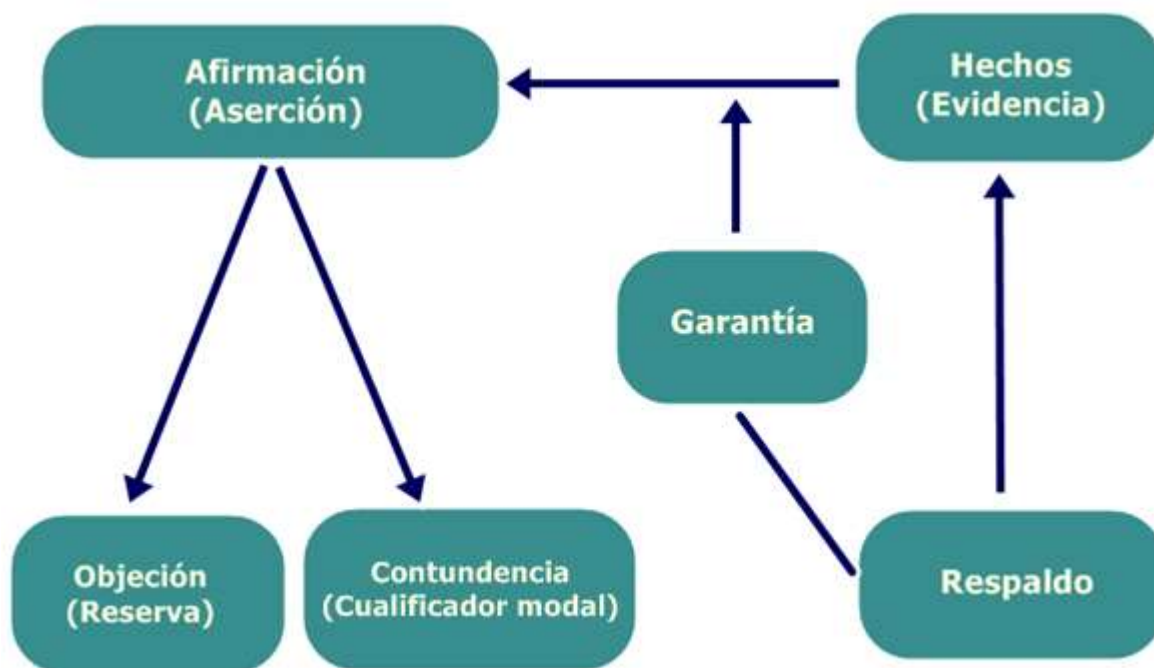 Afirmación
(Aserción)
Hechos
(Evidencia)
Garantía
Objeción
(Reserva)
Contundencia
(Cualificador modal)
Respaldo